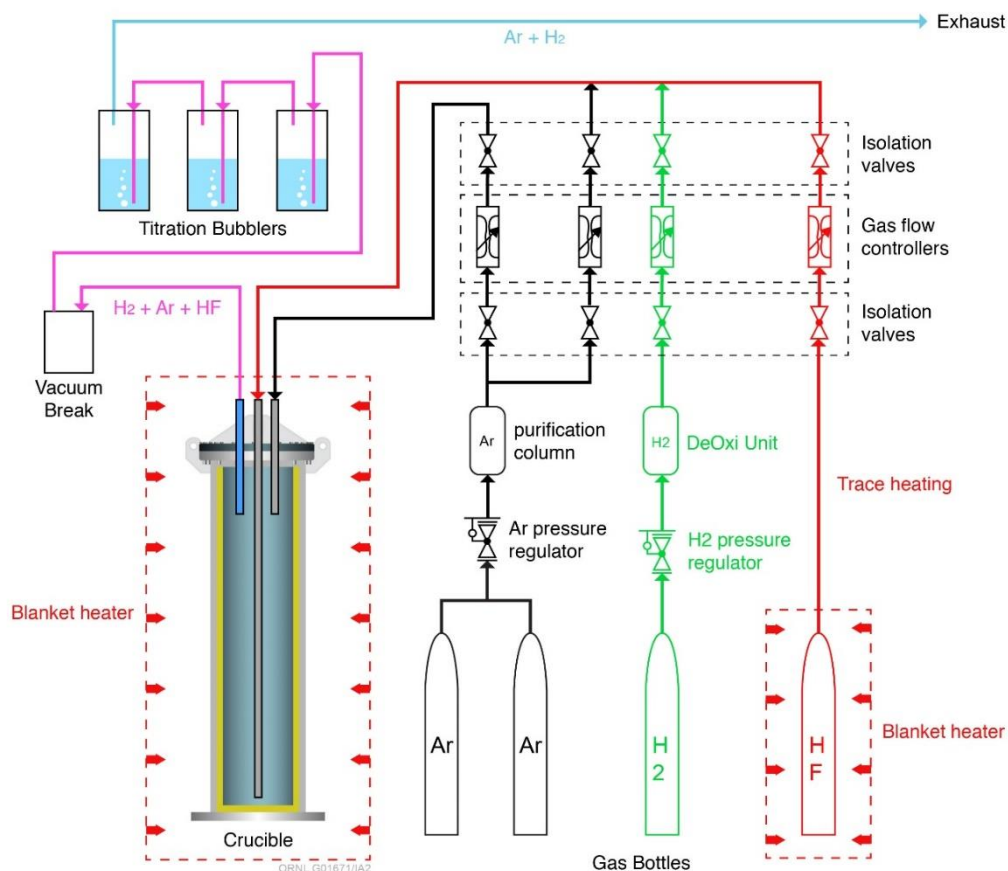 Exhaust
Ar + H2
Isolation
valves
Titration Bubblers
Gas flow
controllers
H2 + Ar + HF
Isolation
valves
Vacuum
Break
Ar
purification
column
H2
DeOxi Unit
Trace heating
Ar pressure
regulator
H2 pressure
regulator
Blanket heater
Ar
Ar
H
2
H
F
Blanket heater
Crucible
Gas Bottles
ORNL G01671/IA2